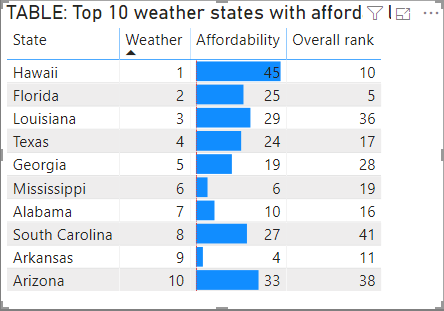 TABLE: Top 10 weather states with afford
State Weather Affordability Overall rank
Hawaii 1 45 10
Florida 2 25 5
Louisiana 3 29 36
Texas 4 24 17
Georgia 5 19 28
Mississippi 6 6 19
Alabama 7 10 16
South Carolina 8 27 41
Arkansas 9 4 11
Arizona 10 33 38